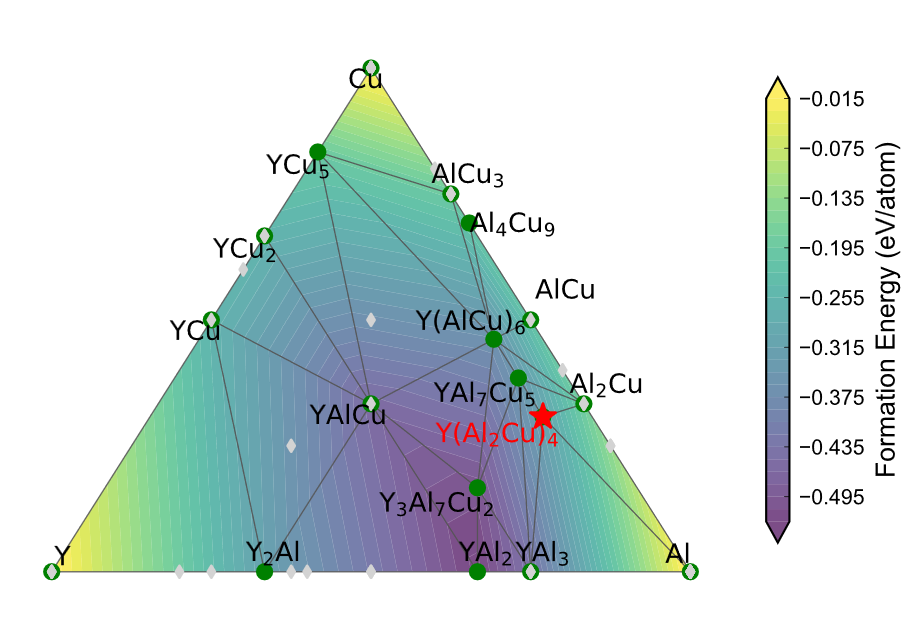 Cu
YCu₅
AlCu₃
Al₄Cu₉
YCu₂
AlCu
YCu
Y(AlCu)₆
Al₂Cu
YAl₇Cu₅
YAlCu
Y(Al₂Cu)₄
Y₃Al₇Cu₂
Y
Y₂Al
YAl₂
YAl₃
Al
−0.015
−0.075
−0.135
−0.195
−0.255
−0.315
−0.375
−0.435
−0.495
Formation Energy (eV/atom)